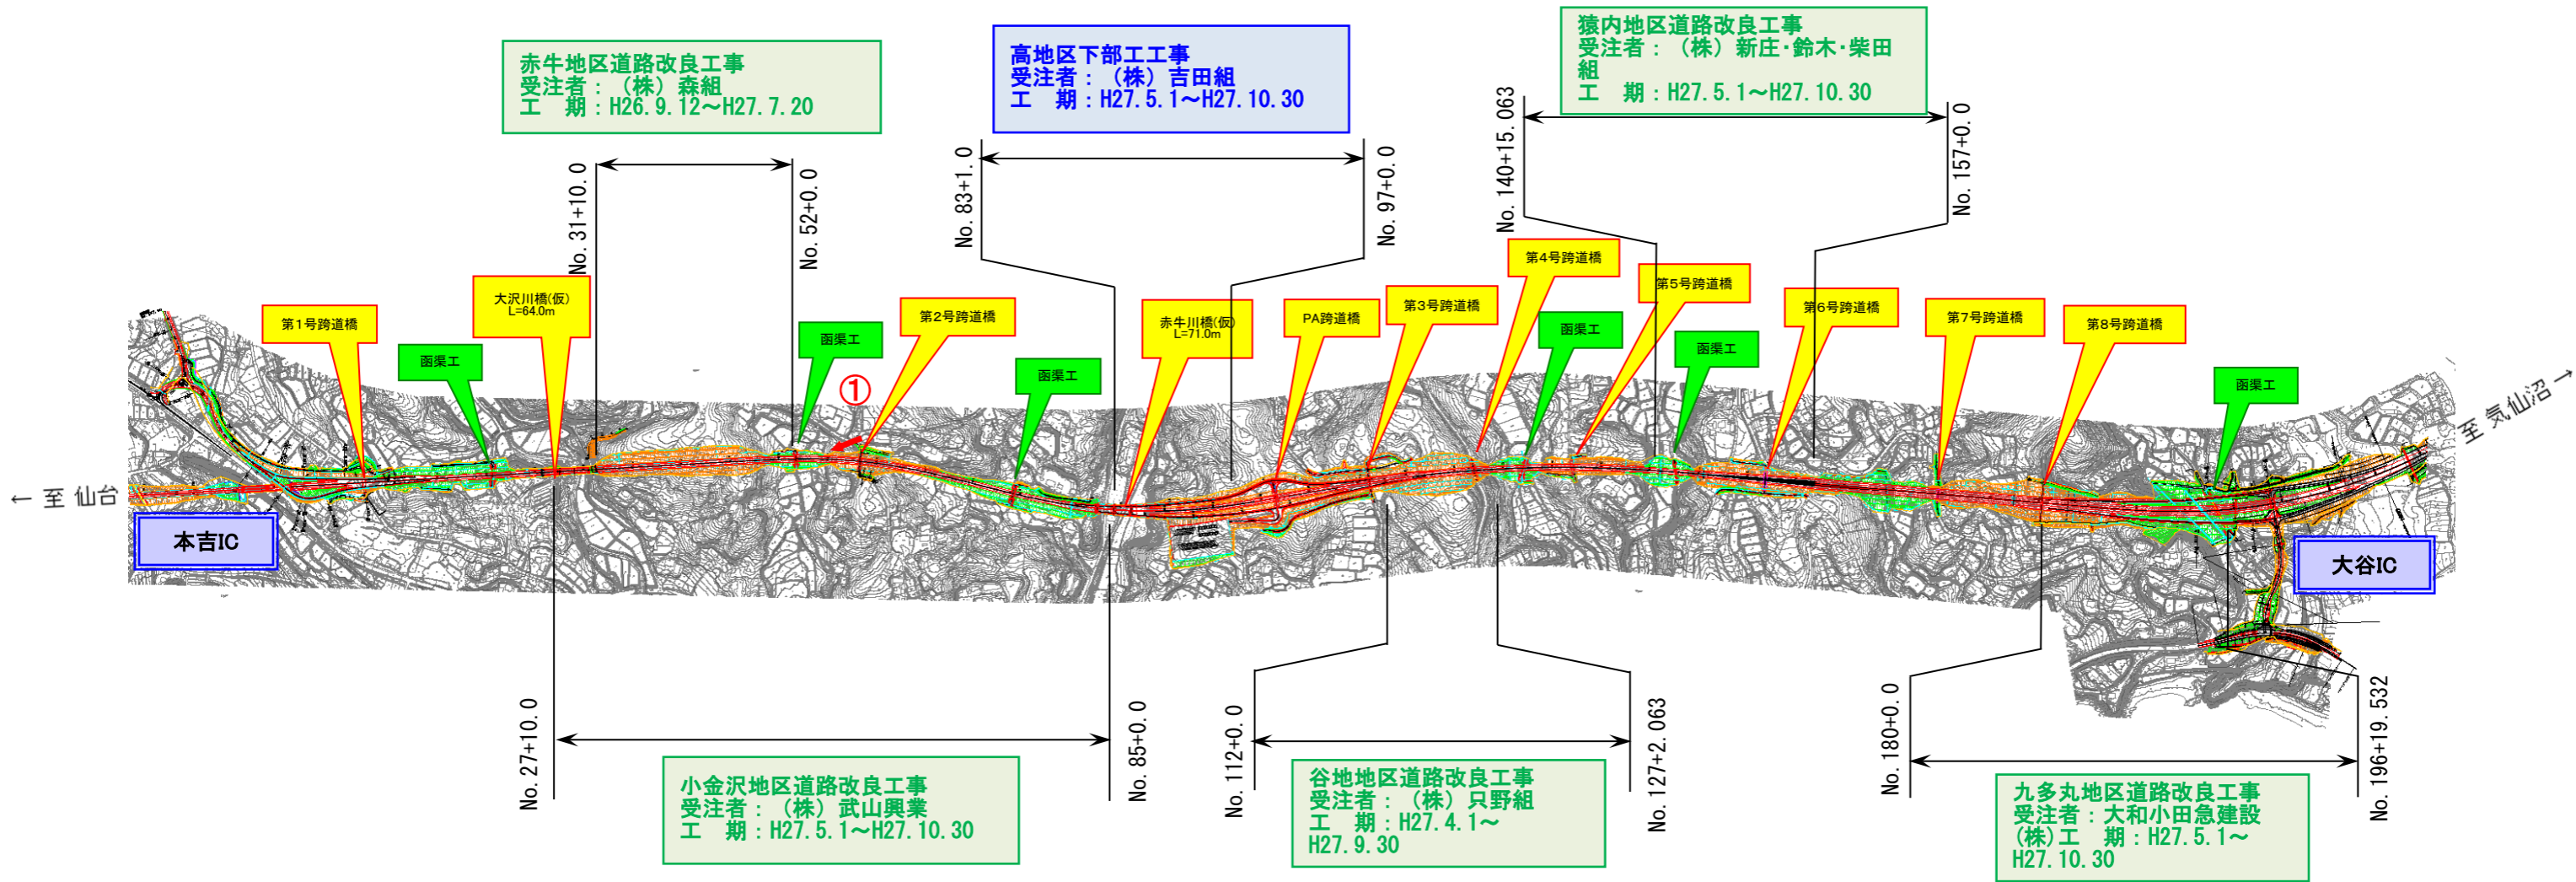 赤牛地区道路改良工事
受注者：（株）森組
工　期：H26.9.12～H27.7.20
高地区下部工工事
受注者：（株）吉田組
工　期：H27.5.1～H27.10.30
猿内地区道路改良工事
受注者：（株）新庄・鈴木・柴田
組
工　期：H27.5.1～H27.10.30
No.31+10.0
No.52+0.0
No.83+1.0
No.97+0.0
No.140+15.063
No.157+0.0
第1号跨道橋
函渠工
大沢川橋(仮)
L=64.0m
函渠工
①
第2号跨道橋
函渠工
赤牛川橋(仮)
L=71.0m
PA跨道橋
第3号跨道橋
第4号跨道橋
函渠工
第5号跨道橋
函渠工
第6号跨道橋
第7号跨道橋
第8号跨道橋
函渠工
← 至 仙台
至 気仙沼 →
本吉IC
大谷IC
No.27+10.0
No.85+0.0
No.112+0.0
No.127+2.063
No.180+0.0
No.196+19.532
小金沢地区道路改良工事
受注者：（株）武山興業
工　期：H27.5.1～H27.10.30
谷地地区道路改良工事
受注者：（株）只野組
工　期：H27.4.1～
H27.9.30
九多丸地区道路改良工事
受注者：大和小田急建設
(株)工　期：H27.5.1～
H27.10.30